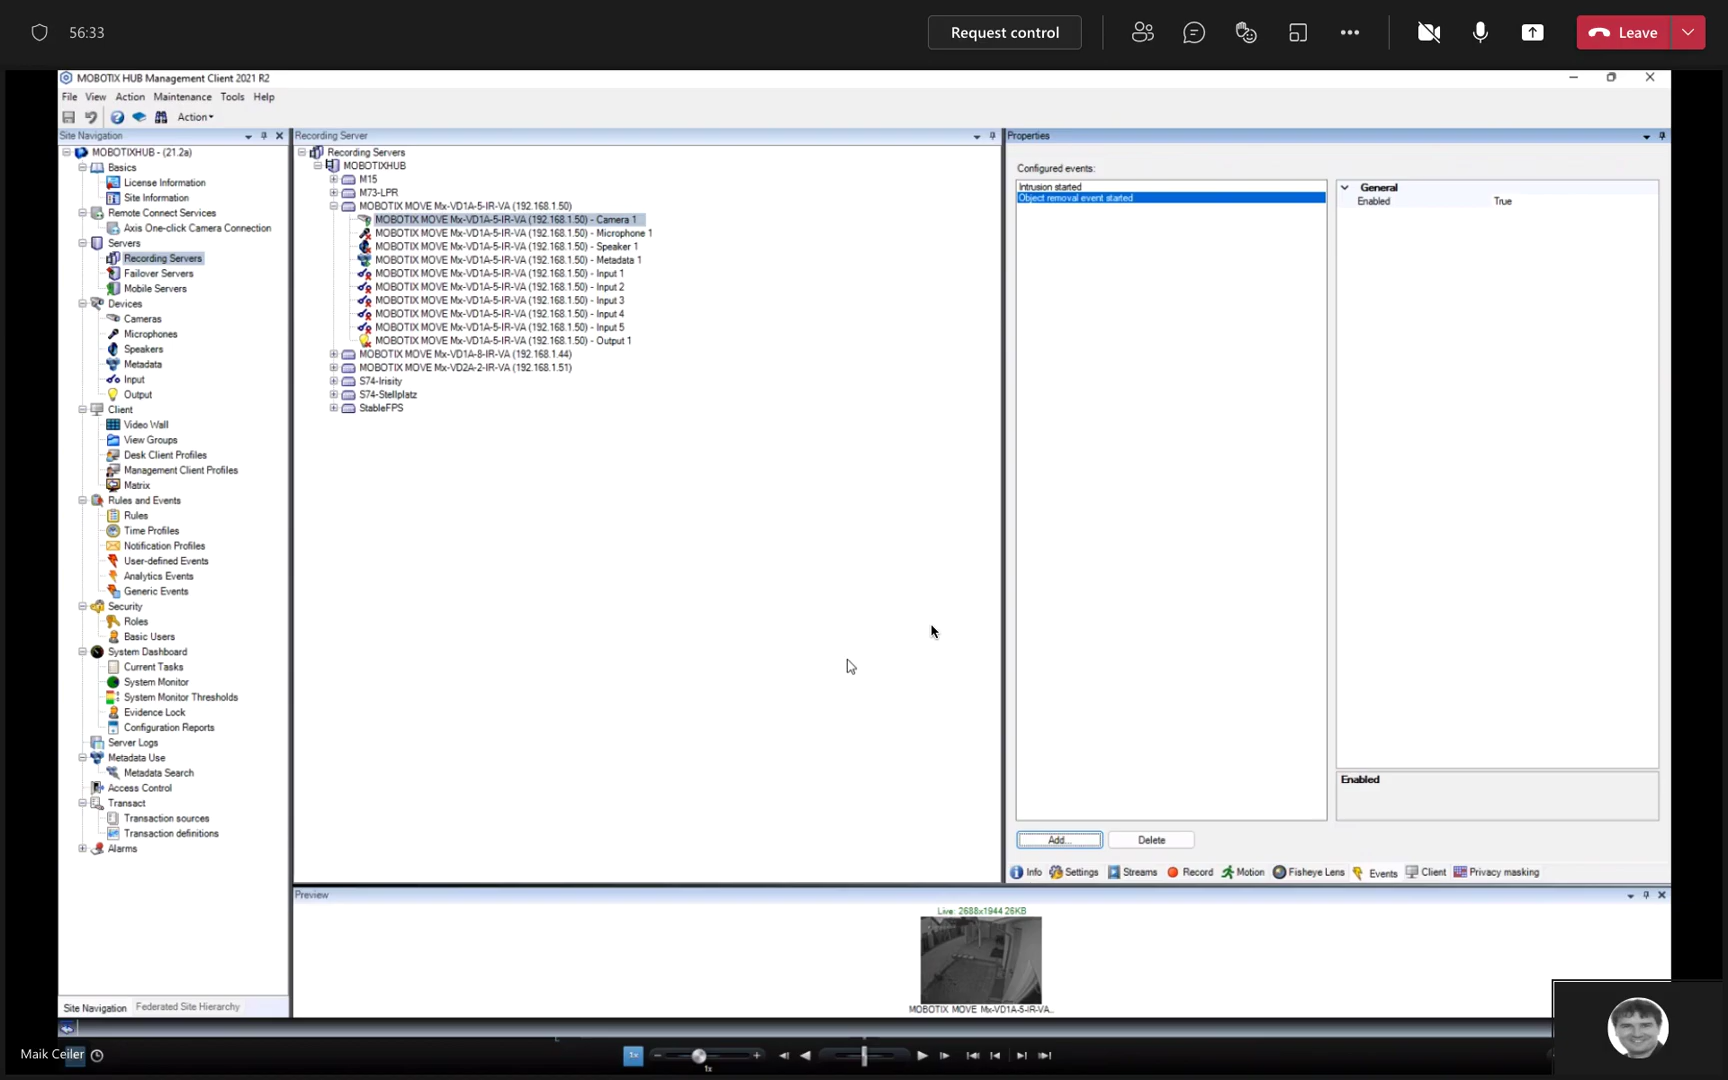 56:33
Request control
Leave
MOBOTIX HUB Management Client 2021 R2
File View Action Maintenance Tools Help
Action
Site Navigation
MOBOTIXHUB - (21.2a)
Basics
License Information
Site Information
Remote Connect Services
Axis One-click Camera Connection
Servers
Recording Servers
Failover Servers
Mobile Servers
Devices
Cameras
Microphones
Speakers
Metadata
Input
Output
Client
Video Wall
View Groups
Desk Client Profiles
Management Client Profiles
Matrix
Rules and Events
Rules
Time Profiles
Notification Profiles
User-defined Events
Analytics Events
Generic Events
Security
Roles
Basic Users
System Dashboard
Current Tasks
System Monitor
System Monitor Thresholds
Evidence Lock
Configuration Reports
Server Logs
Metadata Use
Metadata Search
Access Control
Transact
Transaction sources
Transaction definitions
Alarms
Site Navigation Federated Site Hierarchy
Recording Server
Recording Servers
MOBOTIXHUB
M15
M73-LPR
MOBOTIX MOVE Mx-VD1A-5-IR-VA (192.168.1.50)
MOBOTIX MOVE Mx-VD1A-5-IR-VA (192.168.1.50) - Camera 1
MOBOTIX MOVE Mx-VD1A-5-IR-VA (192.168.1.50) - Microphone 1
MOBOTIX MOVE Mx-VD1A-5-IR-VA (192.168.1.50) - Speaker 1
MOBOTIX MOVE Mx-VD1A-5-IR-VA (192.168.1.50) - Metadata 1
MOBOTIX MOVE Mx-VD1A-5-IR-VA (192.168.1.50) - Input 1
MOBOTIX MOVE Mx-VD1A-5-IR-VA (192.168.1.50) - Input 2
MOBOTIX MOVE Mx-VD1A-5-IR-VA (192.168.1.50) - Input 3
MOBOTIX MOVE Mx-VD1A-5-IR-VA (192.168.1.50) - Input 4
MOBOTIX MOVE Mx-VD1A-5-IR-VA (192.168.1.50) - Input 5
MOBOTIX MOVE Mx-VD1A-5-IR-VA (192.168.1.50) - Output 1
MOBOTIX MOVE Mx-VD1A-8-IR-VA (192.168.1.44)
MOBOTIX MOVE Mx-VD2A-2-IR-VA (192.168.1.51)
S74-Irisity
S74-Stellplatz
StableFPS
Properties
Configured events:
Intrusion started
Object removal event started
General
Enabled True
Enabled
Add... Delete
Info Settings Streams Record Motion Fisheye Lens Events Client Privacy masking
Preview
Live: 2688x1944 26KB
MOBOTIX MOVE Mx-VD1A-5-IR-VA...
1x
1x
Maik Ceiler